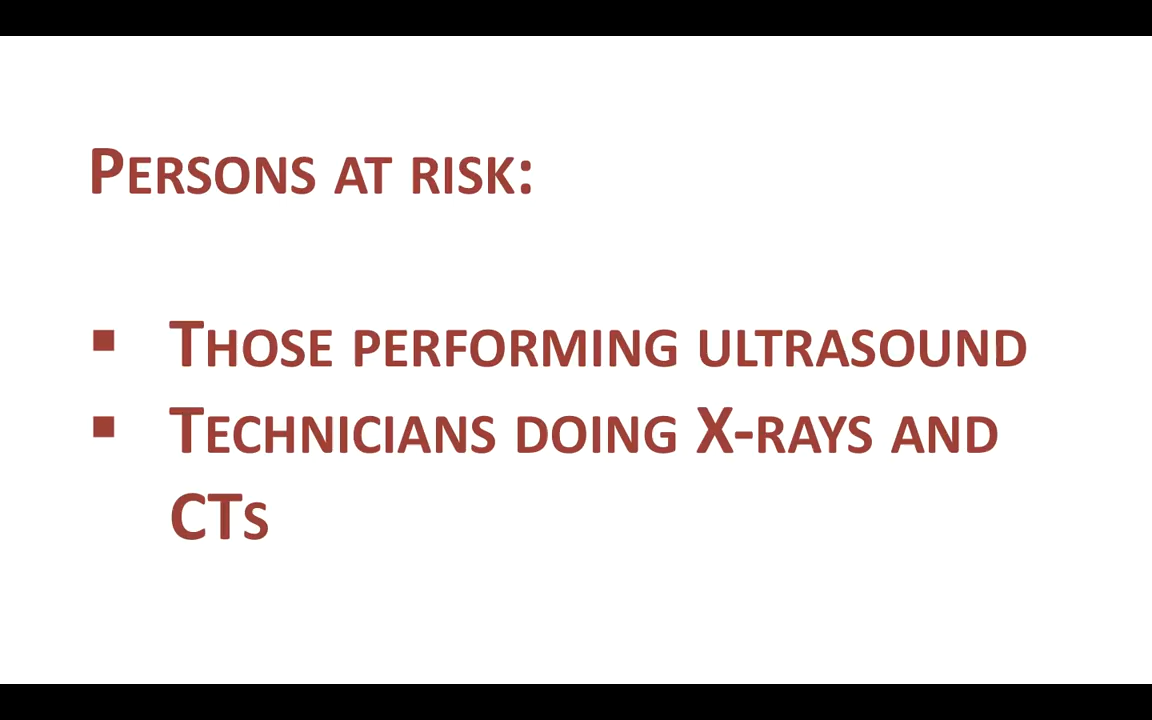 Persons at risk:
▪ Those performing ultrasound
▪ Technicians doing X-rays and
CTs